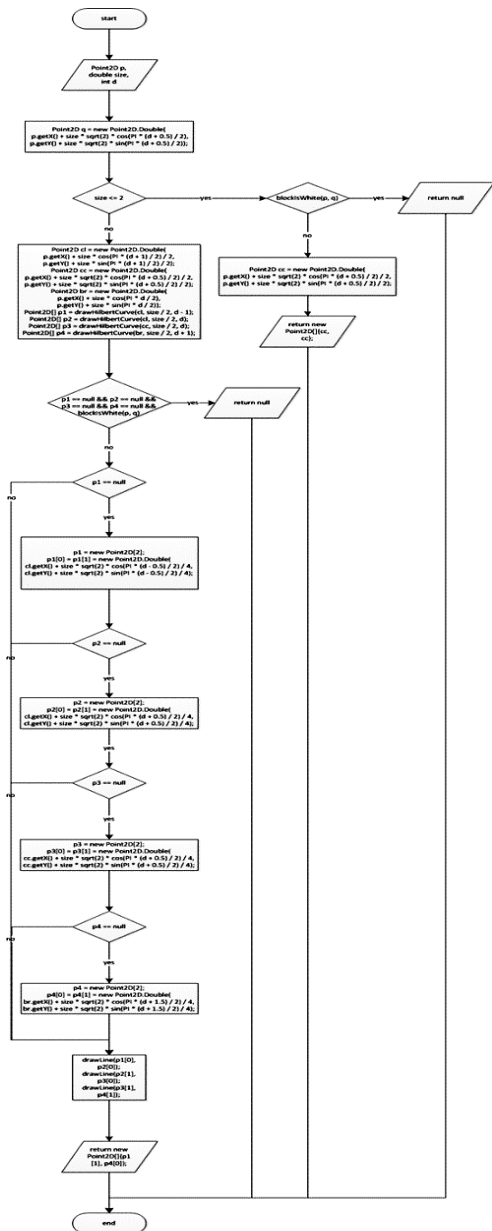 start
Point2D p,
double size,
int d
Point2D q = new Point2D.Double(
p.getX() + size * sqrt(2) * cos(PI * (d + 0.5) / 2),
p.getY() + size * sqrt(2) * sin(PI * (d + 0.5) / 2));
size <= 2
yes
blockIsWhite(p, q)
yes
return null
no
no
Point2D cl = new Point2D.Double(
p.getX() + size * cos(PI * (d + 1) / 2) / 2,
p.getY() + size * sin(PI * (d + 1) / 2) / 2);
Point2D cc = new Point2D.Double(
p.getX() + size * sqrt(2) * cos(PI * (d + 0.5) / 2) / 2,
p.getY() + size * sqrt(2) * sin(PI * (d + 0.5) / 2) / 2);
Point2D br = new Point2D.Double(
p.getX() + size * cos(PI * d / 2),
p.getY() + size * sin(PI * d / 2));
Point2D[] p1 = drawHilbertCurve(cl, size / 2, d - 1);
Point2D[] p2 = drawHilbertCurve(cl, size / 2, d);
Point2D[] p3 = drawHilbertCurve(cc, size / 2, d);
Point2D[] p4 = drawHilbertCurve(br, size / 2, d + 1);
Point2D cc = new Point2D.Double(
p.getX() + size * sqrt(2) * cos(PI * (d + 0.5) / 2) / 2,
p.getY() + size * sqrt(2) * sin(PI * (d + 0.5) / 2) / 2);
return new
Point2D[]{cc,
cc};
p1 == null && p2 == null &&
p3 == null && p4 == null &&
blockIsWhite(p, q)
yes
return null
no
p1 == null
no
yes
p1 = new Point2D[2];
p1[0] = p1[1] = new Point2D.Double(
cl.getX() + size * sqrt(2) * cos(PI * (d - 0.5) / 2) / 4,
cl.getY() + size * sqrt(2) * sin(PI * (d - 0.5) / 2) / 4);
p2 == null
no
yes
p2 = new Point2D[2];
p2[0] = p2[1] = new Point2D.Double(
cl.getX() + size * sqrt(2) * cos(PI * (d + 0.5) / 2) / 4,
cl.getY() + size * sqrt(2) * sin(PI * (d + 0.5) / 2) / 4);
yes
p3 == null
no
yes
p3 = new Point2D[2];
p3[0] = p3[1] = new Point2D.Double(
cc.getX() + size * sqrt(2) * cos(PI * (d + 0.5) / 2) / 4,
cc.getY() + size * sqrt(2) * sin(PI * (d + 0.5) / 2) / 4);
p4 == null
no
yes
p4 = new Point2D[2];
p4[0] = p4[1] = new Point2D.Double(
br.getX() + size * sqrt(2) * cos(PI * (d + 1.5) / 2) / 4,
br.getY() + size * sqrt(2) * sin(PI * (d + 1.5) / 2) / 4);
drawLine(p1[0],
p2[0]);
drawLine(p2[1],
p3[0]);
drawLine(p3[1],
p4[1]);
return new
Point2D[]{p1
[1], p4[0]};
end